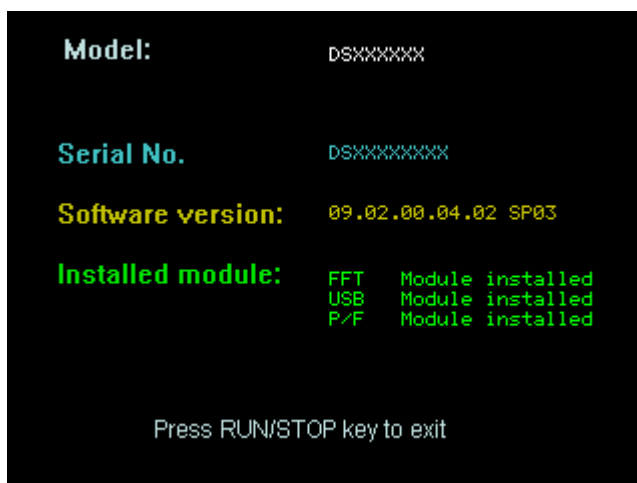 Model: DSXXXXXX
Serial No. DSXXXXXXXX
Software version: 09.02.00.04.02 SP03
Installed module: FFT Module installed
USB Module installed
P/F Module installed
Press RUN/STOP key to exit